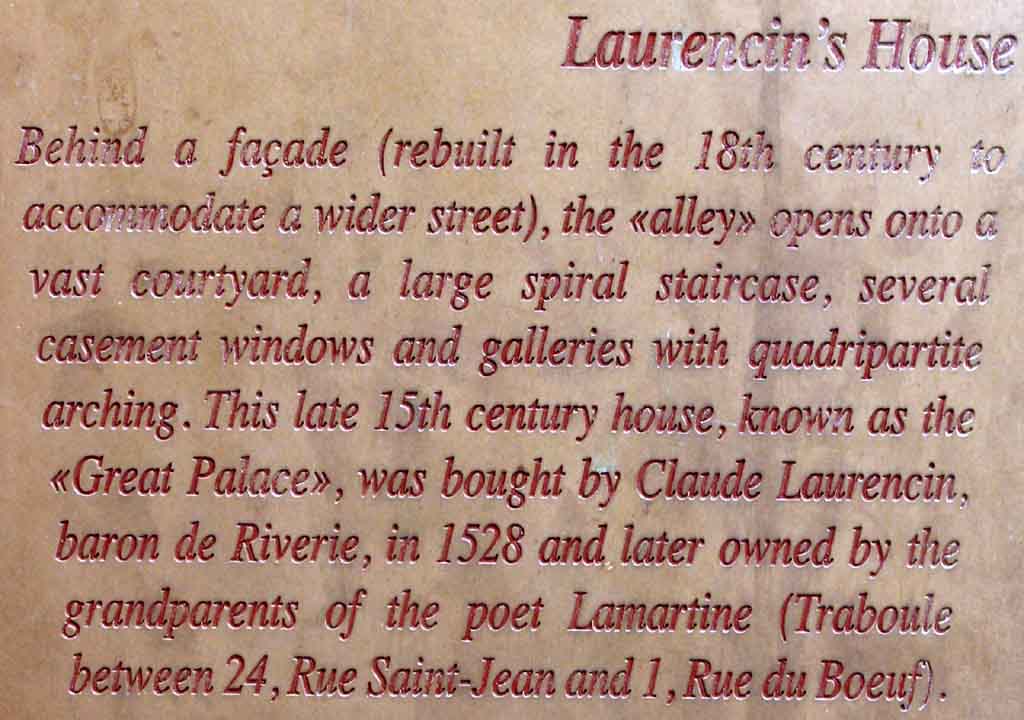 Laurencin's House
Behind a façade (rebuilt in the 18th century to
accommodate a wider street), the «alley» opens onto a
vast courtyard, a large spiral staircase, several
casement windows and galleries with quadripartite
arching. This late 15th century house, known as the
«Great Palace», was bought by Claude Laurencin,
baron de Riverie, in 1528 and later owned by the
grandparents of the poet Lamartine (Traboule
between 24, Rue Saint-Jean and 1, Rue du Boeuf).